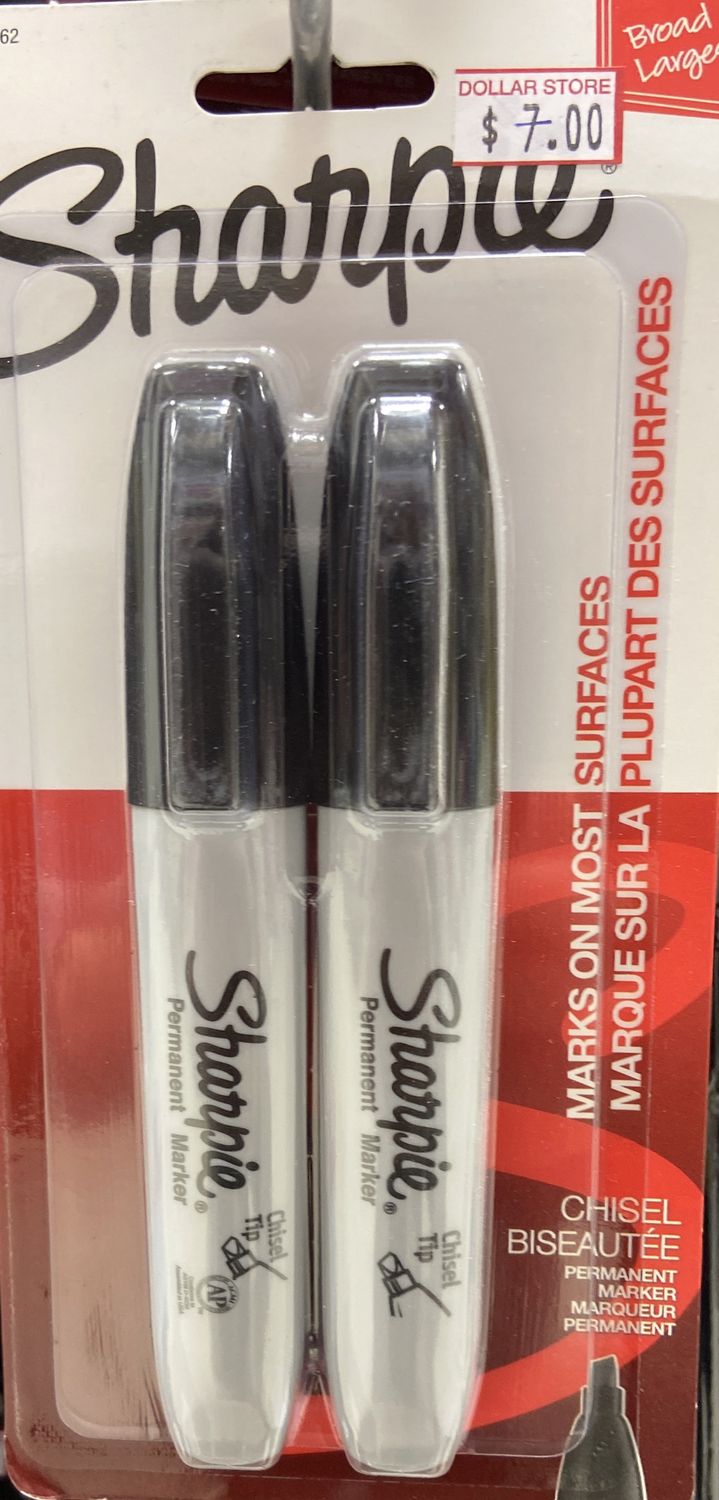 62
Broad
Large
DOLLAR STORE
$ 7.00
Sharpie®
MARKS ON MOST SURFACES
MARQUE SUR LA PLUPART DES SURFACES
Sharpie®
Permanent Marker
Chisel
Tip
AP
Sharpie®
Permanent Marker
Chisel
Tip
CHISEL
BISEAUTÉE
PERMANENT
MARKER
MARQUEUR
PERMANENT